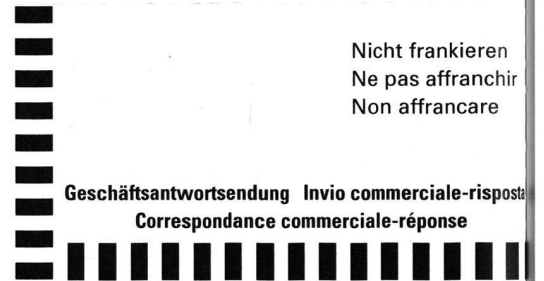 Nicht frankieren
Ne pas affranchir
Non affrancare
Geschäftsantwortsendung Invio commerciale-risposta
Correspondance commerciale-réponse